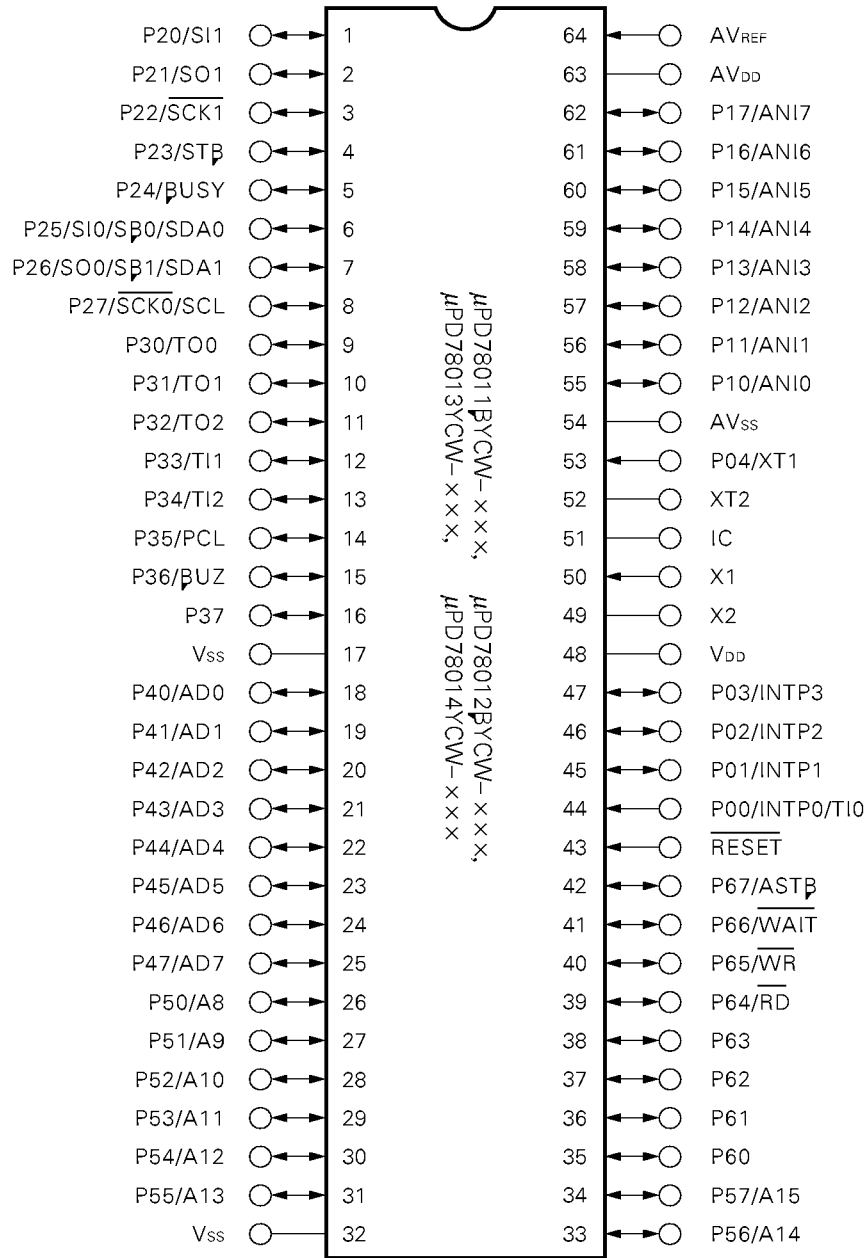 P20/SI1 1 64 AVREF
P21/SO1 2 63 AVDD
P22/SCK1 3 62 P17/ANI7
P23/STB 4 61 P16/ANI6
P24/BUSY 5 60 P15/ANI5
P25/SI0/SB0/SDA0 6 59 P14/ANI4
P26/SO0/SB1/SDA1 7 58 P13/ANI3
P27/SCK0/SCL 8 57 P12/ANI2
P30/TO0 9 56 P11/ANI1
P31/TO1 10 55 P10/ANI0
P32/TO2 11 54 AVSS
P33/TI1 12 53 P04/XT1
P34/TI2 13 52 XT2
P35/PCL 14 51 IC
P36/BUZ 15 50 X1
P37 16 49 X2
VSS 17 48 VDD
P40/AD0 18 47 P03/INTP3
P41/AD1 19 46 P02/INTP2
P42/AD2 20 45 P01/INTP1
P43/AD3 21 44 P00/INTP0/TI0
P44/AD4 22 43 RESET
P45/AD5 23 42 P67/ASTB
P46/AD6 24 41 P66/WAIT
P47/AD7 25 40 P65/WR
P50/A8 26 39 P64/RD
P51/A9 27 38 P63
P52/A10 28 37 P62
P53/A11 29 36 P61
P54/A12 30 35 P60
P55/A13 31 34 P57/A15
VSS 32 33 P56/A14
μPD78011BYCW-×××, μPD78012BYCW-×××,
μPD78013YCW-×××, μPD78014YCW-×××